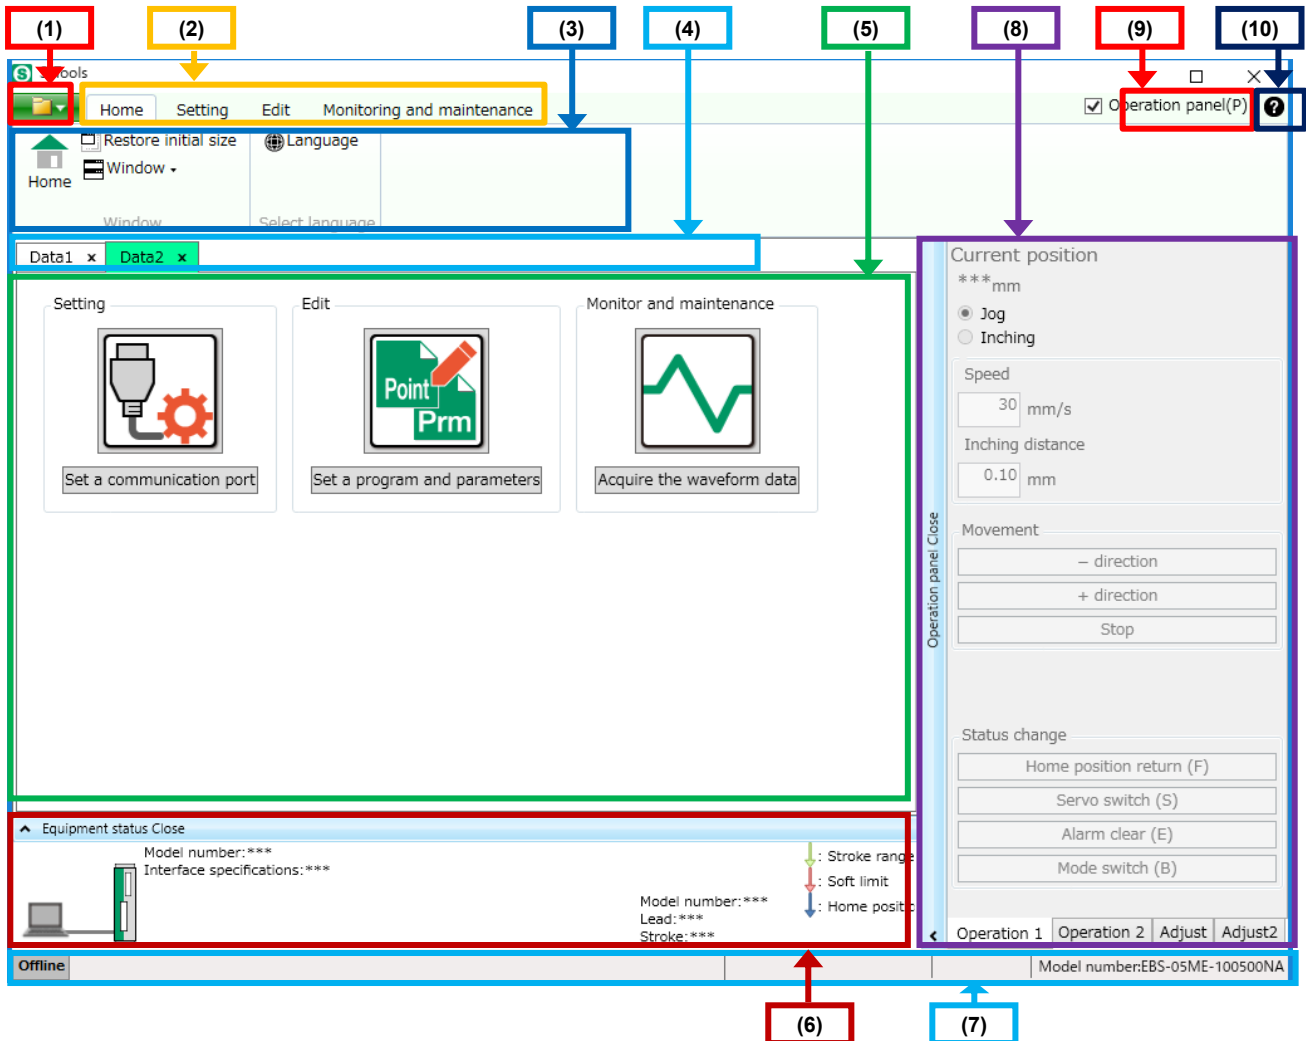 (1) (2) (3) (4) (5) (8) (9) (10)
Tools
Home Setting Edit Monitoring and maintenance Operation panel(P)
Restore initial size Language
Window
Home
Window Select language
Data1 x Data2 x
Current position
***mm
Jog
Inching
Setting Edit Monitor and maintenance
Point
Prm
Set a communication port Set a program and parameters Acquire the waveform data
Speed
30 mm/s
Inching distance
0.10 mm
Operation panel Close
Movement
– direction
+ direction
Stop
Status change
Home position return (F)
Servo switch (S)
Alarm clear (E)
Mode switch (B)
Operation 1 Operation 2 Adjust Adjust2
Equipment status Close
Model number:***
Interface specifications:***
: Stroke range
: Soft limit
: Home positio
Model number:***
Lead:***
Stroke:***
Offline Model number:EBS-05ME-100500NA
(6) (7)